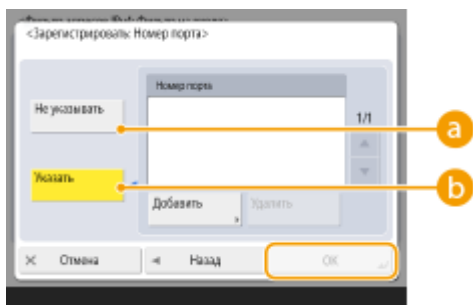 <Зарегистрировать: Номер порта>
Номер порта
Не указывать
1/1
a
Указать
b
Добавить
Удалить
Отмена
Назад
OK